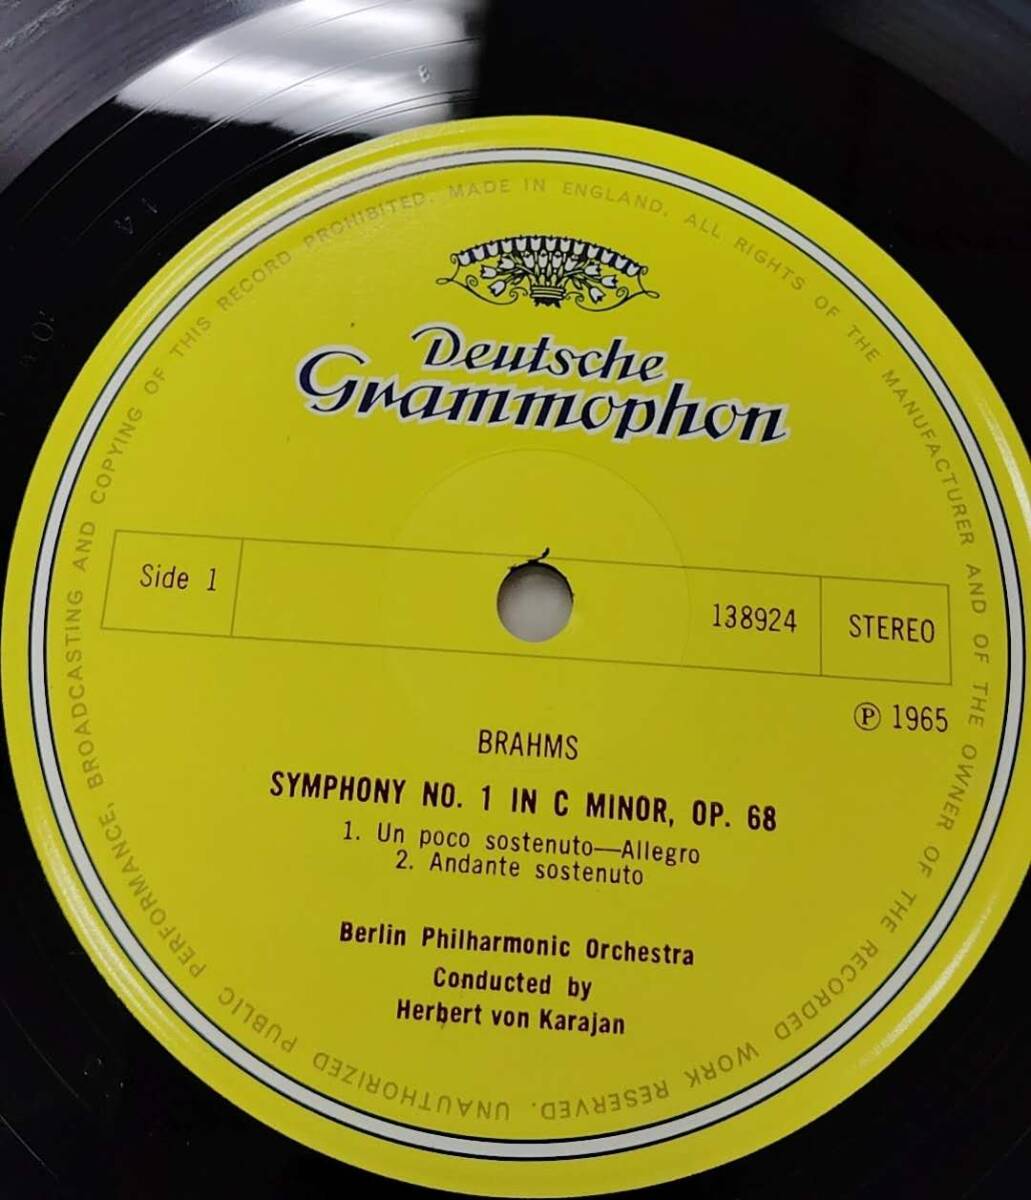 MADE IN ENGLAND. ALL RIGHTS OF THE MANUFACTURER AND OF THE OWNER OF THE RECORDED WORK RESERVED. UNAUTHORIZED PUBLIC PERFORMANCE, BROADCASTING AND COPYING OF THIS RECORD PROHIBITED.
Deutsche
Grammophon
Side 1
138924
STEREO
℗ 1965
BRAHMS
SYMPHONY NO. 1 IN C MINOR, OP. 68
1. Un poco sostenuto—Allegro
2. Andante sostenuto
Berlin Philharmonic Orchestra
Conducted by
Herbert von Karajan